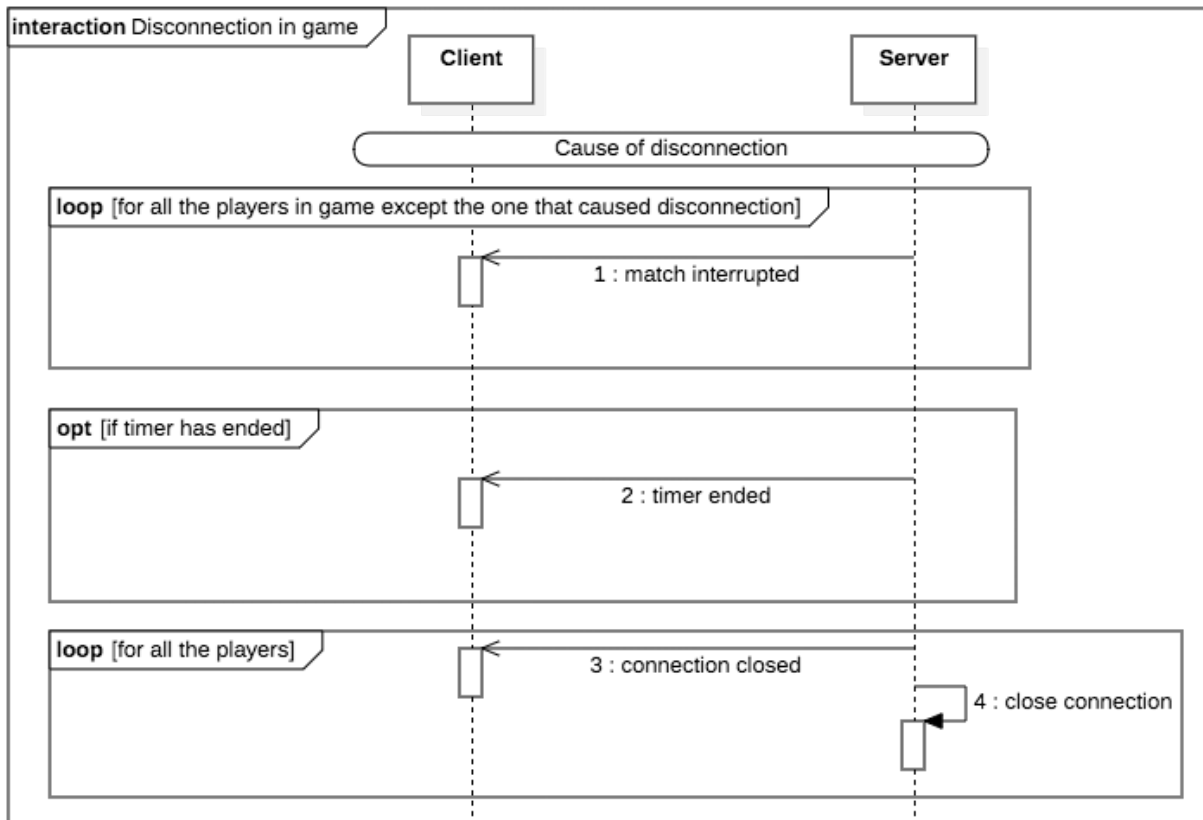 interaction Disconnection in game
Client
Server
Cause of disconnection
loop [for all the players in game except the one that caused disconnection]
1 : match interrupted
opt [if timer has ended]
2 : timer ended
loop [for all the players]
3 : connection closed
4 : close connection